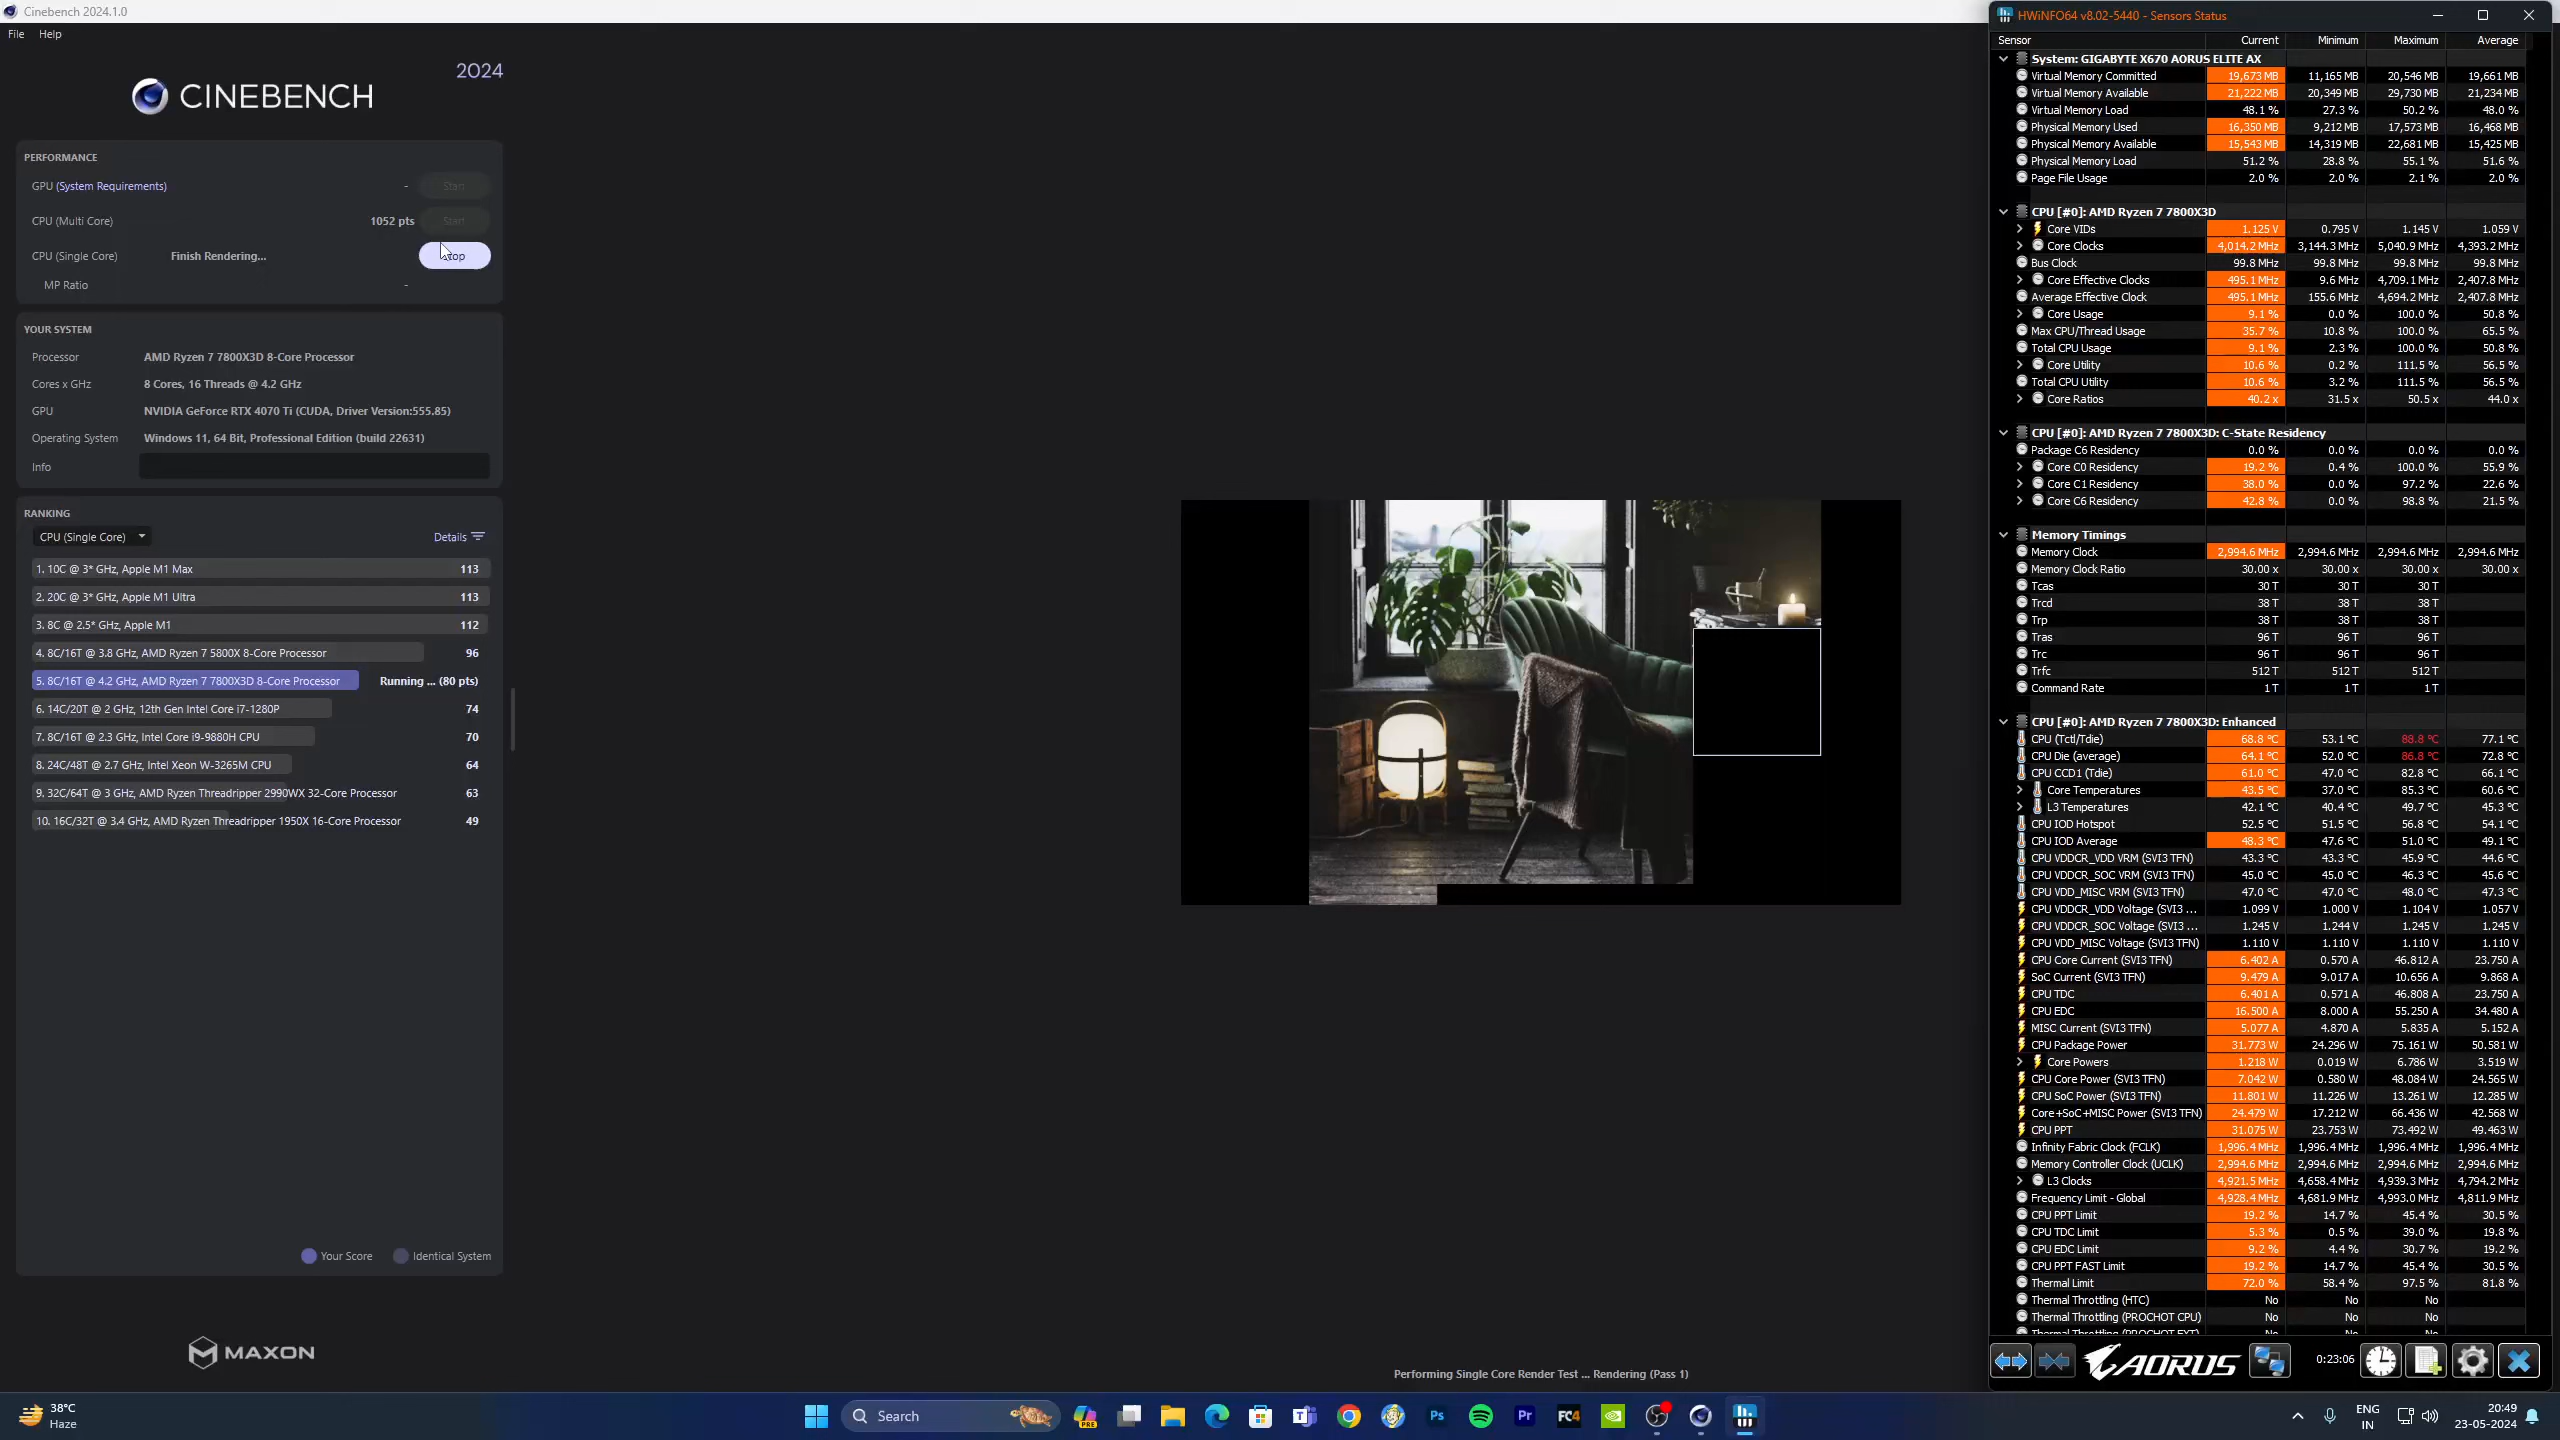 Cinebench 2024.1.0
File Help
2024
CINEBENCH
PERFORMANCE
GPU (System Requirements) - Start
CPU (Multi Core) 1052 pts Start
CPU (Single Core) Finish Rendering...
MP Ratio -
YOUR SYSTEM
Processor AMD Ryzen 7 7800X3D 8-Core Processor
Cores x GHz 8 Cores, 16 Threads @ 4.2 GHz
GPU NVIDIA GeForce RTX 4070 Ti (CUDA, Driver Version:555.85)
Operating System Windows 11, 64 Bit, Professional Edition (build 22631)
Info
RANKING
CPU (Single Core) Details
1. 10C @ 3* GHz, Apple M1 Max 113
2. 20C @ 3* GHz, Apple M1 Ultra 113
3. 8C @ 2.5* GHz, Apple M1 112
4. 8C/16T @ 3.8 GHz, AMD Ryzen 7 5800X 8-Core Processor 96
5. 8C/16T @ 4.2 GHz, AMD Ryzen 7 7800X3D 8-Core Processor Running ... (80 pts)
6. 14C/20T @ 2 GHz, 12th Gen Intel Core i7-1280P 74
7. 8C/16T @ 2.3 GHz, Intel Core i9-9880H CPU 70
8. 24C/48T @ 2.7 GHz, Intel Xeon W-3265M CPU 64
9. 32C/64T @ 3 GHz, AMD Ryzen Threadripper 2990WX 32-Core Processor 63
10. 16C/32T @ 3.4 GHz, AMD Ryzen Threadripper 1950X 16-Core Processor 49
Your Score Identical System
MAXON
Performing Single Core Render Test ... Rendering (Pass 1)
HWiNFO64 v8.02-5440 - Sensors Status
Sensor Current Minimum Maximum Average
System: GIGABYTE X670 AORUS ELITE AX
Virtual Memory Committed 19,673 MB 11,165 MB 20,546 MB 19,661 MB
Virtual Memory Available 21,222 MB 20,349 MB 29,730 MB 21,234 MB
Virtual Memory Load 48.1 % 27.3 % 50.2 % 48.0 %
Physical Memory Used 16,350 MB 9,212 MB 17,573 MB 16,468 MB
Physical Memory Available 15,543 MB 14,319 MB 22,681 MB 15,425 MB
Physical Memory Load 51.2 % 28.8 % 55.1 % 51.6 %
Page File Usage 2.0 % 2.0 % 2.1 % 2.0 %
CPU [#0]: AMD Ryzen 7 7800X3D
Core VIDs 1.125 V 0.795 V 1.145 V 1.059 V
Core Clocks 4,014.2 MHz 3,144.3 MHz 5,040.9 MHz 4,393.2 MHz
Bus Clock 99.8 MHz 99.8 MHz 99.8 MHz 99.8 MHz
Core Effective Clocks 495.1 MHz 9.6 MHz 4,709.1 MHz 2,407.8 MHz
Average Effective Clock 495.1 MHz 155.6 MHz 4,694.2 MHz 2,407.8 MHz
Core Usage 9.1 % 0.0 % 100.0 % 50.8 %
Max CPU/Thread Usage 35.7 % 10.8 % 100.0 % 65.5 %
Total CPU Usage 9.1 % 2.3 % 100.0 % 50.8 %
Core Utility 10.6 % 0.2 % 111.5 % 56.5 %
Total CPU Utility 10.6 % 3.2 % 111.5 % 56.5 %
Core Ratios 40.2 x 31.5 x 50.5 x 44.0 x
CPU [#0]: AMD Ryzen 7 7800X3D: C-State Residency
Package C6 Residency 0.0 % 0.0 % 0.0 % 0.0 %
Core C0 Residency 19.2 % 0.4 % 100.0 % 55.9 %
Core C1 Residency 38.0 % 0.0 % 97.2 % 22.6 %
Core C6 Residency 42.8 % 0.0 % 98.8 % 21.5 %
Memory Timings
Memory Clock 2,994.6 MHz 2,994.6 MHz 2,994.6 MHz 2,994.6 MHz
Memory Clock Ratio 30.00 x 30.00 x 30.00 x 30.00 x
Tcas 30 T 30 T 30 T
Trcd 38 T 38 T 38 T
Trp 38 T 38 T 38 T
Tras 96 T 96 T 96 T
Trc 96 T 96 T 96 T
Trfc 512 T 512 T 512 T
Command Rate 1 T 1 T 1 T
CPU [#0]: AMD Ryzen 7 7800X3D: Enhanced
CPU (Tctl/Tdie) 68.8 °C 53.1 °C 88.8 °C 77.1 °C
CPU Die (average) 64.1 °C 52.0 °C 86.8 °C 72.8 °C
CPU CCD1 (Tdie) 61.0 °C 47.0 °C 82.8 °C 66.1 °C
Core Temperatures 43.5 °C 37.0 °C 85.3 °C 60.6 °C
L3 Temperatures 42.1 °C 40.4 °C 49.7 °C 45.3 °C
CPU IOD Hotspot 52.5 °C 51.5 °C 56.8 °C 54.1 °C
CPU IOD Average 48.3 °C 47.6 °C 51.0 °C 49.1 °C
CPU VDDCR_VDD VRM (SVI3 TFN) 43.3 °C 43.3 °C 45.9 °C 44.6 °C
CPU VDDCR_SOC VRM (SVI3 TFN) 45.0 °C 45.0 °C 46.3 °C 45.6 °C
CPU VDD_MISC VRM (SVI3 TFN) 47.0 °C 47.0 °C 48.0 °C 47.3 °C
CPU VDDCR_VDD Voltage (SVI3 ... 1.099 V 1.000 V 1.104 V 1.057 V
CPU VDDCR_SOC Voltage (SVI3 ... 1.245 V 1.244 V 1.245 V 1.245 V
CPU VDD_MISC Voltage (SVI3 TFN) 1.110 V 1.110 V 1.110 V 1.110 V
CPU Core Current (SVI3 TFN) 6.402 A 0.570 A 46.812 A 23.750 A
SoC Current (SVI3 TFN) 9.479 A 9.017 A 10.656 A 9.868 A
CPU TDC 6.401 A 0.571 A 46.808 A 23.750 A
CPU EDC 16.500 A 8.000 A 55.250 A 34.480 A
MISC Current (SVI3 TFN) 5.077 A 4.870 A 5.835 A 5.152 A
CPU Package Power 31.773 W 24.296 W 75.161 W 50.581 W
Core Powers 1.218 W 0.019 W 6.786 W 3.519 W
CPU Core Power (SVI3 TFN) 7.042 W 0.580 W 48.084 W 24.565 W
CPU SoC Power (SVI3 TFN) 11.801 W 11.226 W 13.261 W 12.285 W
Core+SoC+MISC Power (SVI3 TFN) 24.479 W 17.212 W 66.436 W 42.568 W
CPU PPT 31.075 W 23.753 W 73.492 W 49.463 W
Infinity Fabric Clock (FCLK) 1,996.4 MHz 1,996.4 MHz 1,996.4 MHz 1,996.4 MHz
Memory Controller Clock (UCLK) 2,994.6 MHz 2,994.6 MHz 2,994.6 MHz 2,994.6 MHz
L3 Clocks 4,921.5 MHz 4,658.4 MHz 4,939.3 MHz 4,794.2 MHz
Frequency Limit - Global 4,928.4 MHz 4,681.9 MHz 4,993.0 MHz 4,811.9 MHz
CPU PPT Limit 19.2 % 14.7 % 45.4 % 30.5 %
CPU TDC Limit 5.3 % 0.5 % 39.0 % 19.8 %
CPU EDC Limit 9.2 % 4.4 % 30.7 % 19.2 %
CPU PPT FAST Limit 19.2 % 14.7 % 45.4 % 30.5 %
Thermal Limit 72.0 % 58.4 % 97.5 % 81.8 %
Thermal Throttling (HTC) No No No
Thermal Throttling (PROCHOT CPU) No No No
Thermal Throttling (PROCHOT EXT) No No No
AORUS 0:23:06
38°C
Haze
Search
PRE
Ps
Pr
FC4
ENG
IN
20:49
23-05-2024